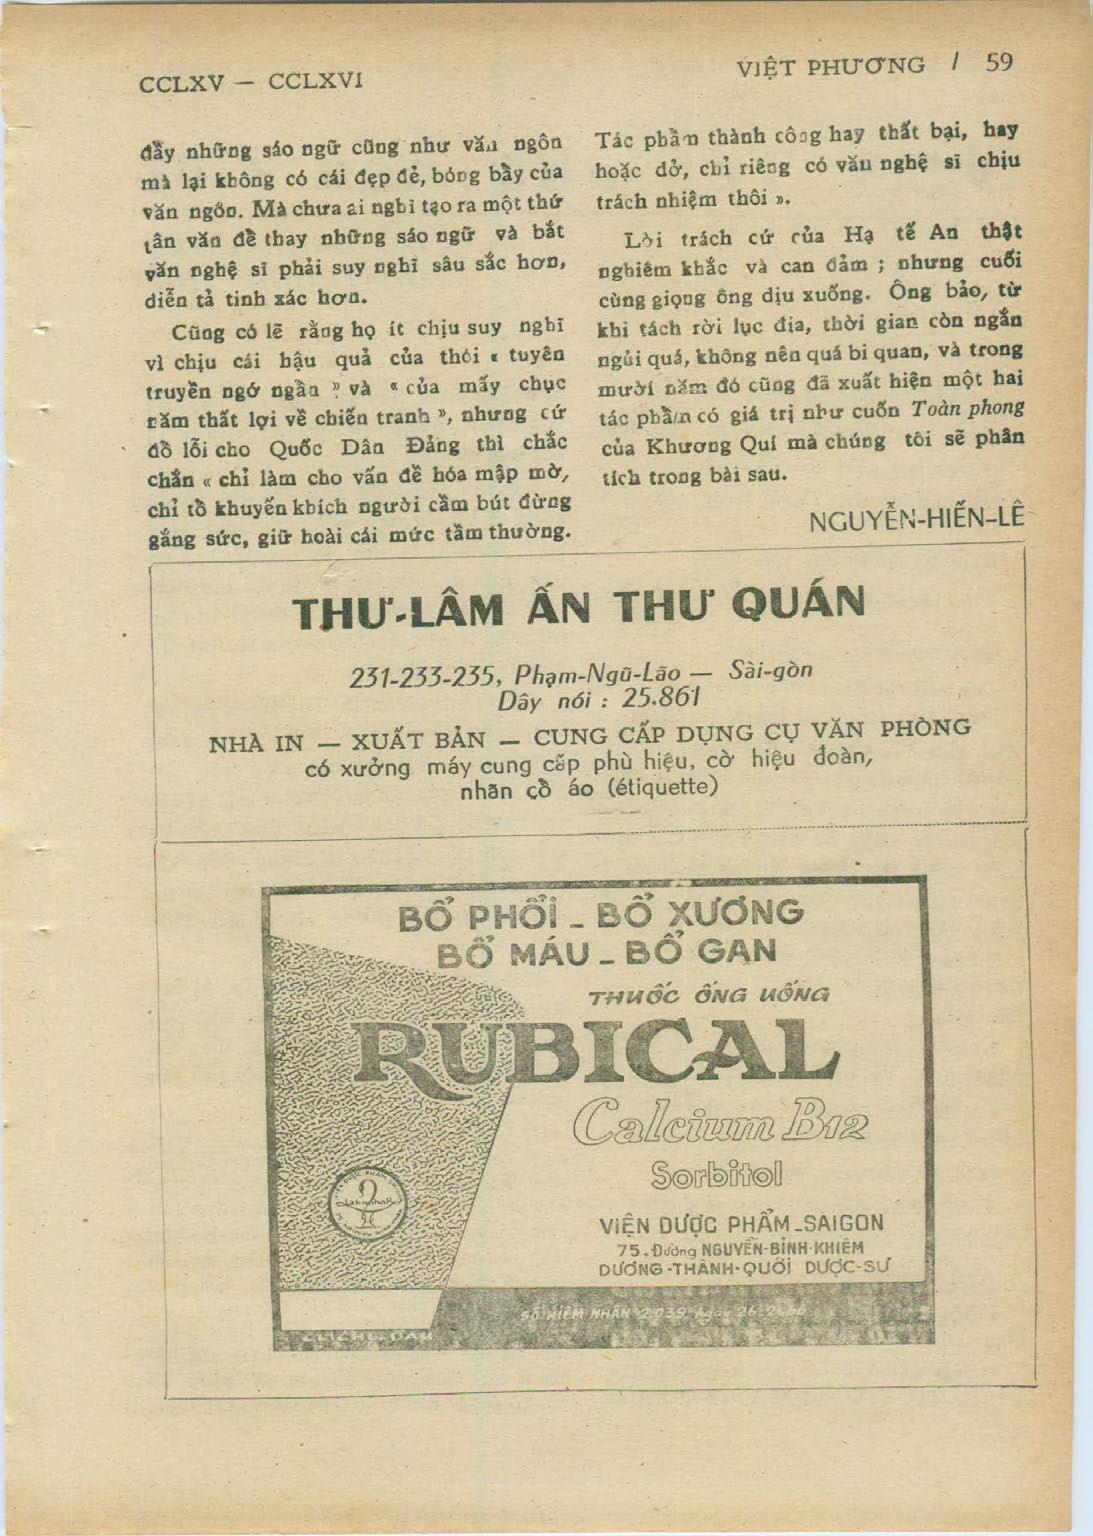 CCLXV — CCLXVI
VIỆT PHƯƠNG / 59
đầy những sáo ngữ cũng như văn ngôn
mà lại không có cái đẹp đẻ, bóng bầy của
văn ngôn. Mà chưa ai nghĩ tạo ra một thứ
tân văn để thay những sáo ngữ và bắt
văn nghệ sĩ phải suy nghĩ sâu sắc hơn,
diễn tả tinh xác hơn.
Cũng có lẽ rằng họ ít chịu suy nghĩ
vì chịu cái hậu quả của thói « tuyên
truyền ngớ ngẩn » và « của mấy chục
năm thất lợi về chiến tranh », nhưng cứ
đồ lỗi cho Quốc Dân Đảng thì chắc
chắn « chỉ làm cho vấn đề hóa mập mờ,
chỉ tồ khuyến khích người cầm bút đừng
gắng sức, giữ hoài cái mức tầm thường.
Tác phẩm thành công hay thất bại, hay
hoặc dở, chỉ riêng có văn nghệ sĩ chịu
trách nhiệm thôi ».
Lời trách cứ của Hạ tế An thật
nghiêm khắc và can đảm ; nhưng cuối
cùng giọng ông dịu xuống. Ông bảo, từ
khi tách rời lục địa, thời gian còn ngắn
ngủi quá, không nên quá bi quan, và trong
mười năm đó cũng đã xuất hiện một hai
tác phẩm có giá trị như cuốn Toàn phong
của Khương Quí mà chúng tôi sẽ phân
tích trong bài sau.
NGUYỄN-HIẾN-LÊ
THƯ-LÂM ẤN THƯ QUÁN
231-233-235, Phạm-Ngũ-Lão — Sài-gòn
Dây nói : 25.861
NHÀ IN — XUẤT BẢN — CUNG CẤP DỤNG CỤ VĂN PHÒNG
có xưởng máy cung cấp phù hiệu, cờ hiệu đoàn,
nhãn cổ áo (étiquette)
BỔ PHỔI - BỔ XƯƠNG
BỔ MÁU - BỔ GAN
THUỐC ỐNG UỐNG
RUBICAL
Calcium B12
Sorbitol
VIỆN DƯỢC PHẨM - SAIGON
75, Đường NGUYỄN-BỈNH-KHIÊM
DƯƠNG-THÀNH-QUỚI DƯỢC-SƯ
SỐ KIỂM NHẬN 2039 Ngày 26-2-66
CLICHÉ DAU